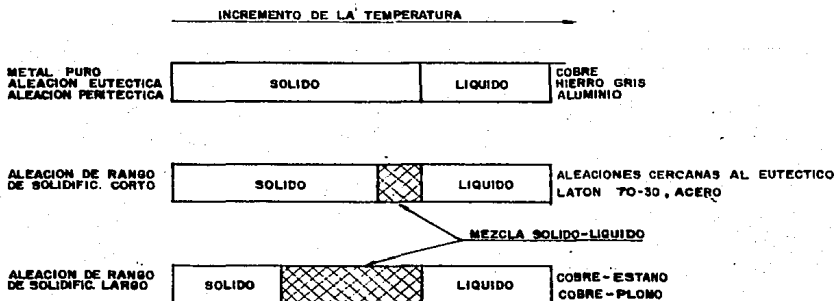 INCREMENTO DE LA TEMPERATURA
METAL PURO
ALEACION EUTECTICA
ALEACION PERITECTICA
SOLIDO
LIQUIDO
COBRE
HIERRO GRIS
ALUMINIO
ALEACION DE RANGO
DE SOLIDIFIC. CORTO
SOLIDO
LIQUIDO
ALEACIONES CERCANAS AL EUTECTICO
LATON 70-30, ACERO
MEZCLA SOLIDO-LIQUIDO
ALEACION DE RANGO
DE SOLIDIFIC. LARGO
SOLIDO
LIQUIDO
COBRE-ESTANO
COBRE-PLOMO